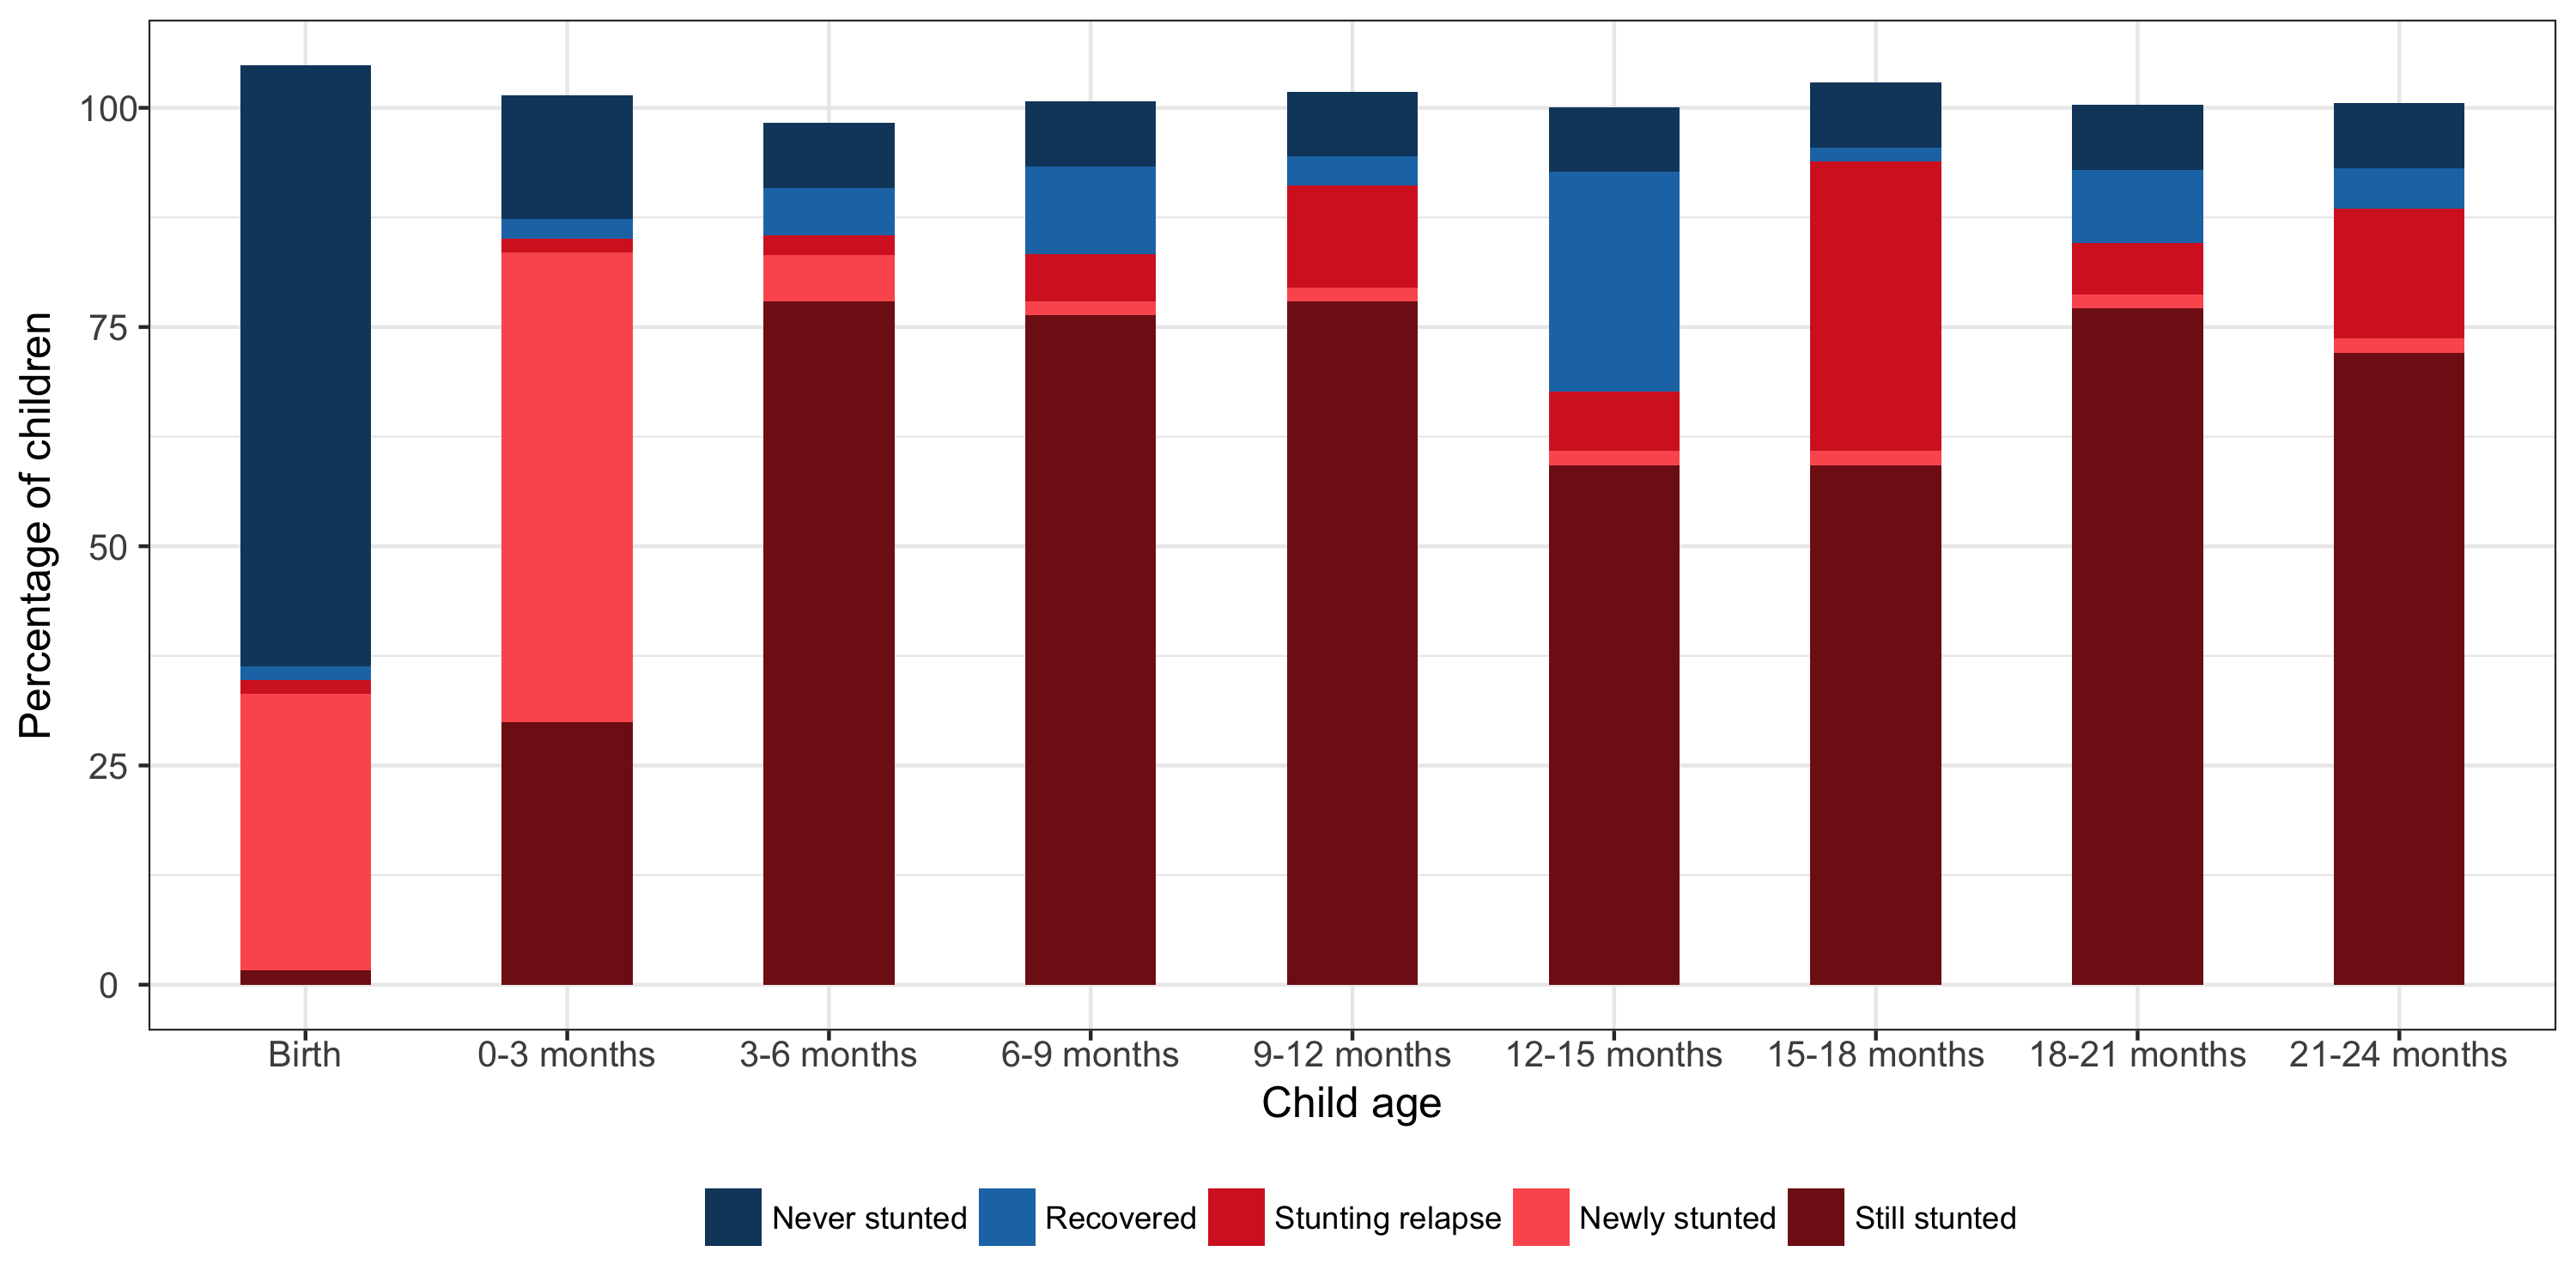 Percentage of children
100
75
50
25
0
Birth 0-3 months 3-6 months 6-9 months 9-12 months 12-15 months 15-18 months 18-21 months 21-24 months
Child age
Never stunted Recovered Stunting relapse Newly stunted Still stunted